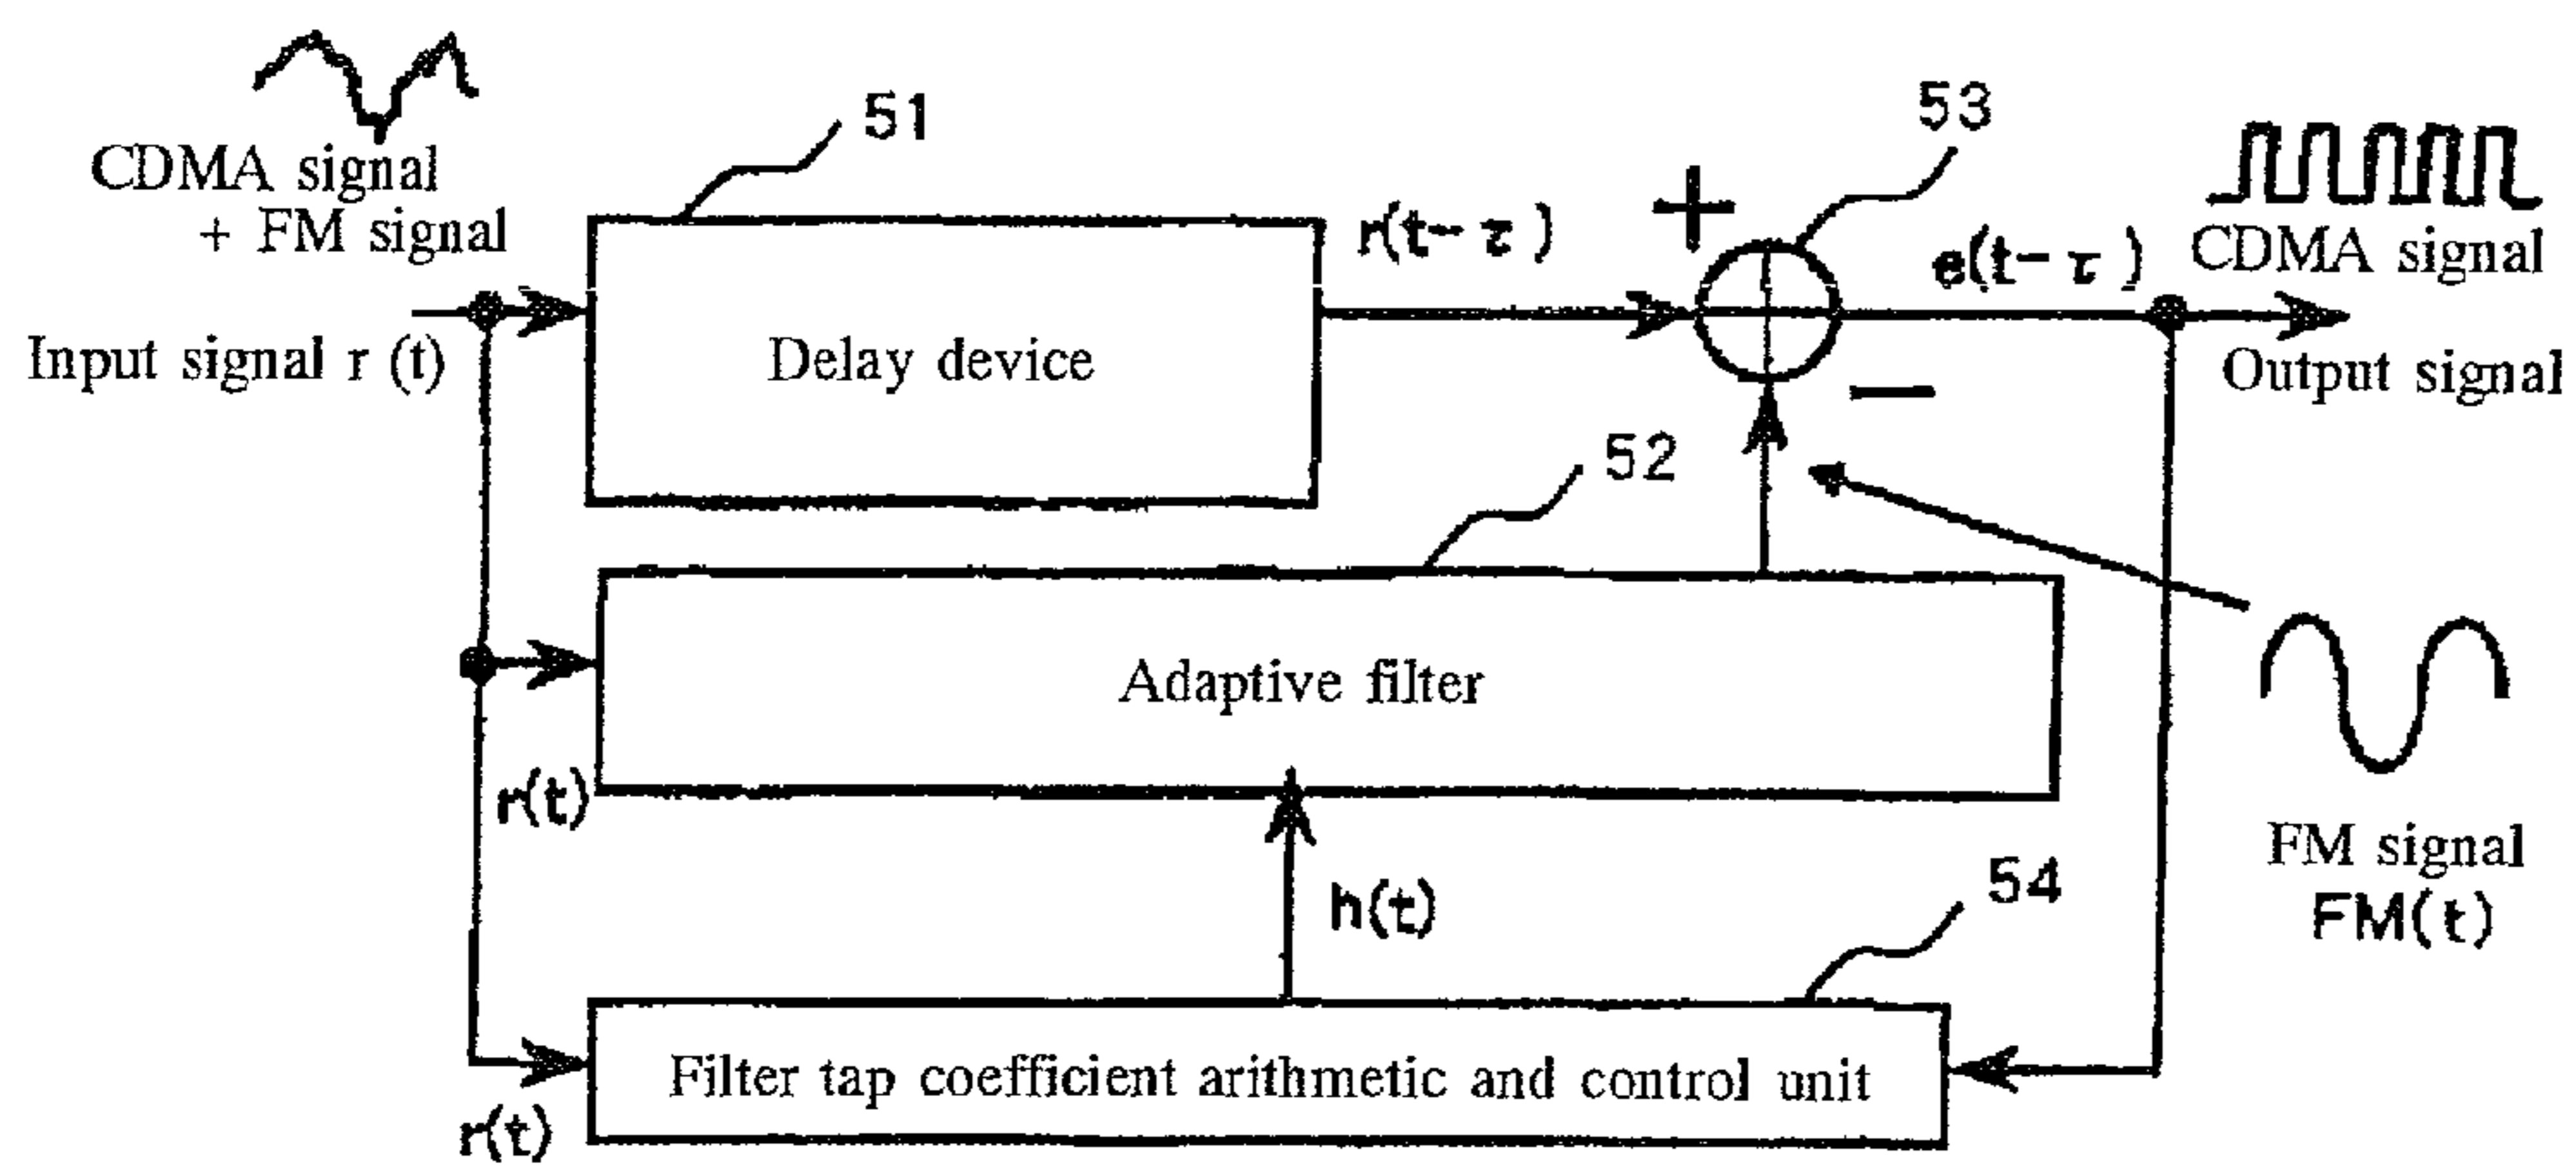 51
53
CDMA signal
+ FM signal
r(t-τ)
+
e(t-τ)
CDMA signal
Input signal r (t)
Delay device
−
Output signal
52
Adaptive filter
r(t)
h(t)
54
FM signal
FM(t)
Filter tap coefficient arithmetic and control unit
r(t)